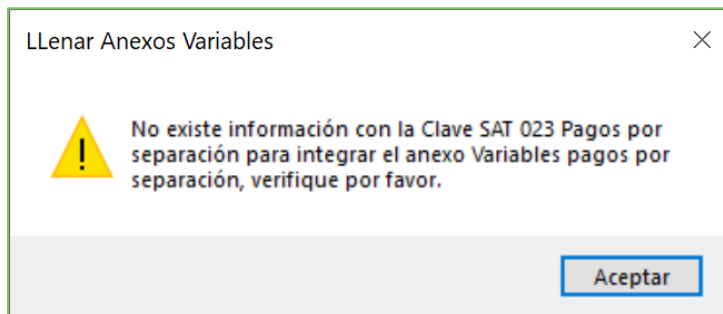 LLenar Anexos Variables
No existe información con la Clave SAT 023 Pagos por
separación para integrar el anexo Variables pagos por
separación, verifique por favor.
Aceptar